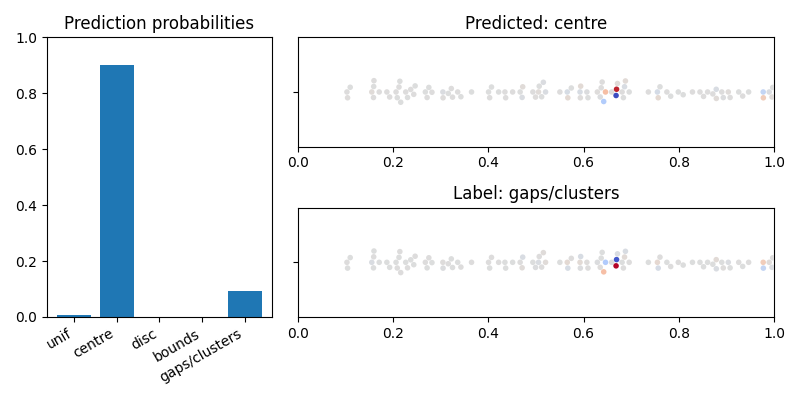 Prediction probabilities
1.0
0.8
0.6
0.4
0.2
0.0
unif
centre
disc
bounds
gaps/clusters
Predicted: centre
0.0 0.2 0.4 0.6 0.8 1.0
Label: gaps/clusters
0.0 0.2 0.4 0.6 0.8 1.0